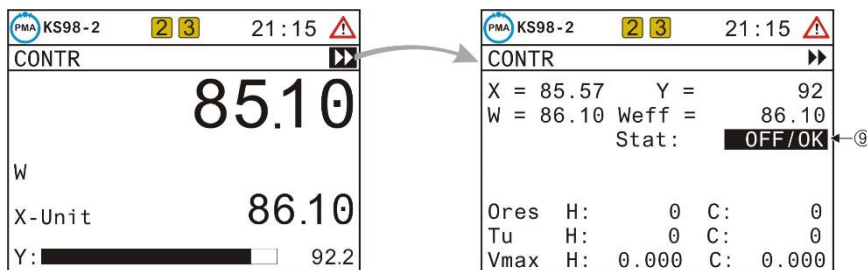 PMA KS98-2 2 3 21:15
CONTR
85.10
W
X-Unit 86.10
Y: 92.2
PMA KS98-2 2 3 21:15
CONTR
X = 85.57 Y = 92
W = 86.10 Weff = 86.10
Stat: OFF/OK ⑨
Ores H: 0 C: 0
Tu H: 0 C: 0
Vmax H: 0.000 C: 0.000